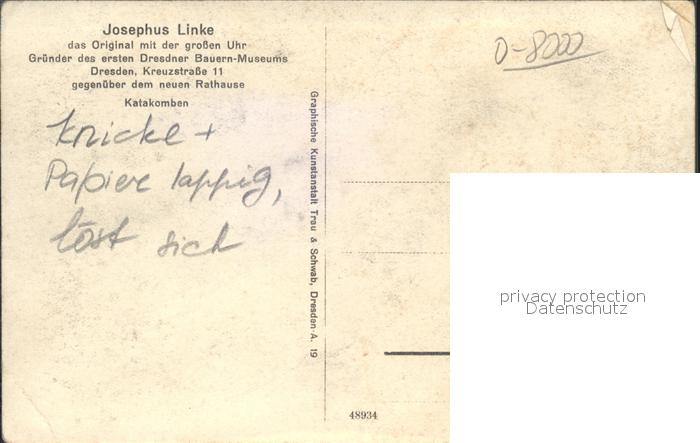 Josephus Linke
das Original mit der großen Uhr
Gründer des ersten Dresdner Bauern-Museums
Dresden, Kreuzstraße 11
gegenüber dem neuen Rathause
Katakomben
Knicke +
Papier lappig,
löst sich
Graphische Kunstanstalt Trau & Schwab, Dresden-A. 19
D-8000
privacy protection
Datenschutz
48934